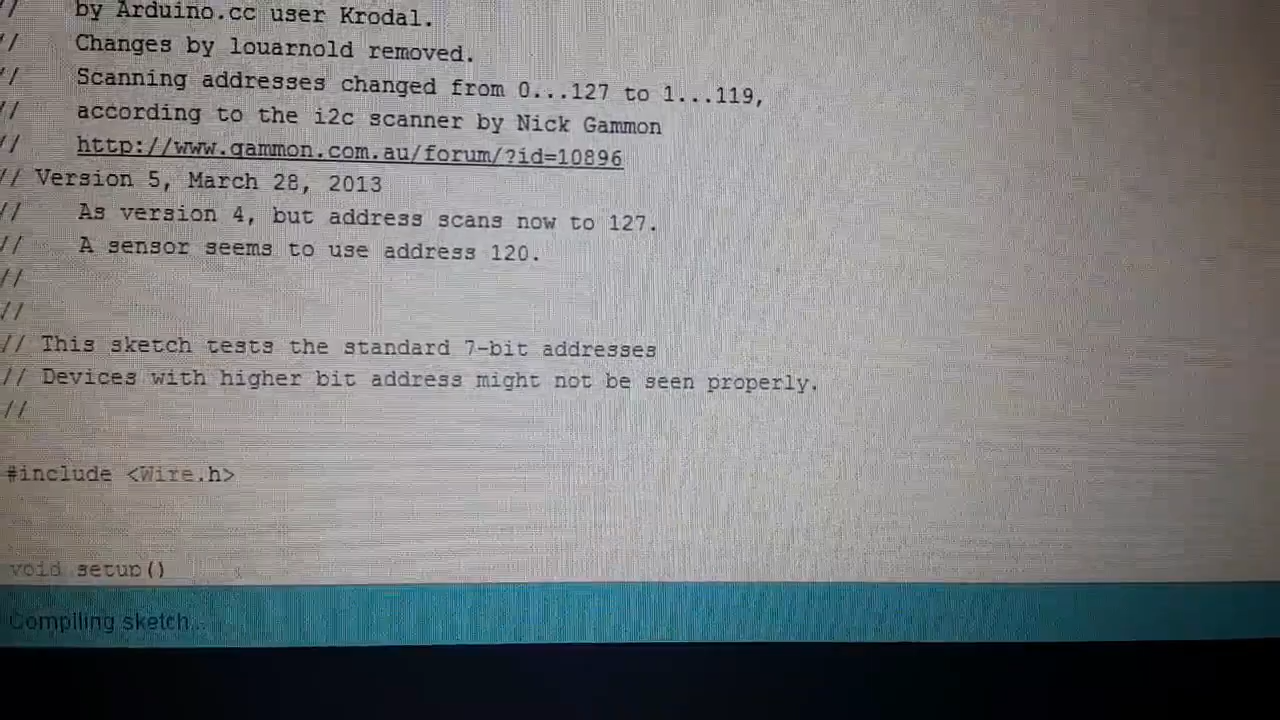 // by Arduino.cc user Krodal.
// Changes by louarnold removed.
// Scanning addresses changed from 0...127 to 1...119,
// according to the i2c scanner by Nick Gammon
// http://www.gammon.com.au/forum/?id=10896
// Version 5, March 28, 2013
// As version 4, but address scans now to 127.
// A sensor seems to use address 120.
//
//
// This sketch tests the standard 7-bit addresses
// Devices with higher bit address might not be seen properly.
//
#include <Wire.h>
void setup()
Compiling sketch...